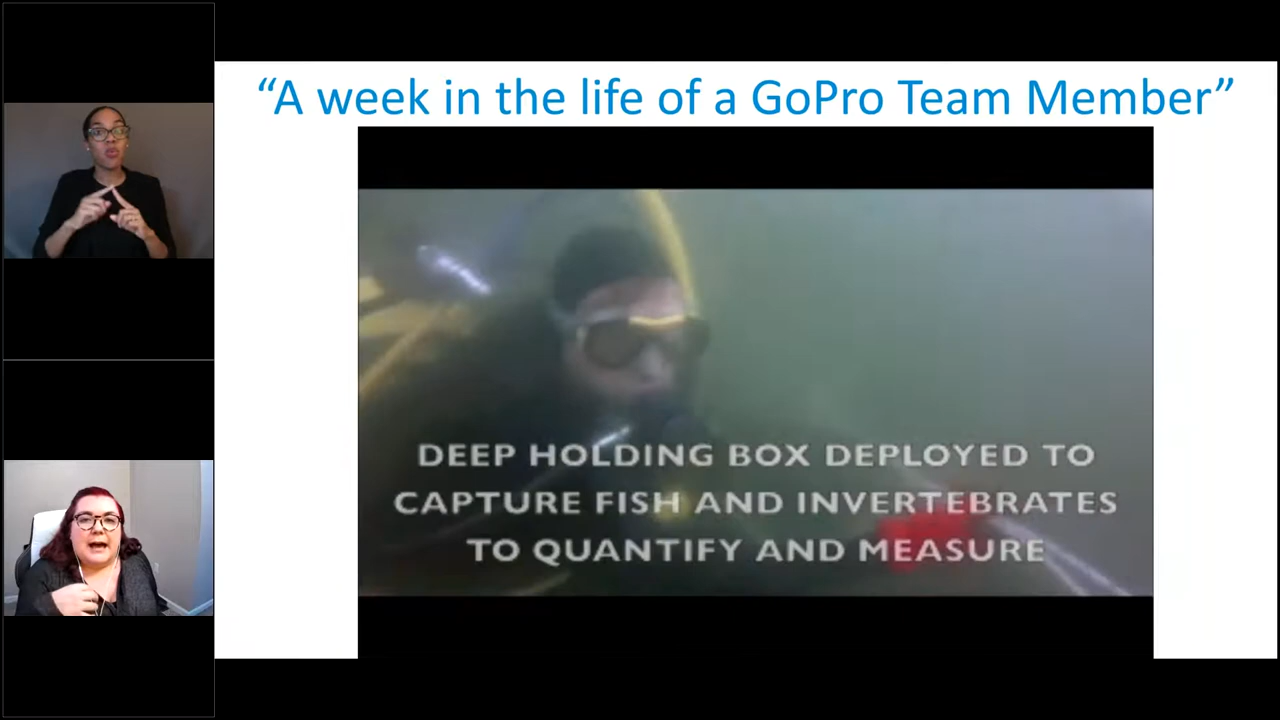 “A week in the life of a GoPro Team Member”
DEEP HOLDING BOX DEPLOYED TO
CAPTURE FISH AND INVERTEBRATES
TO QUANTIFY AND MEASURE